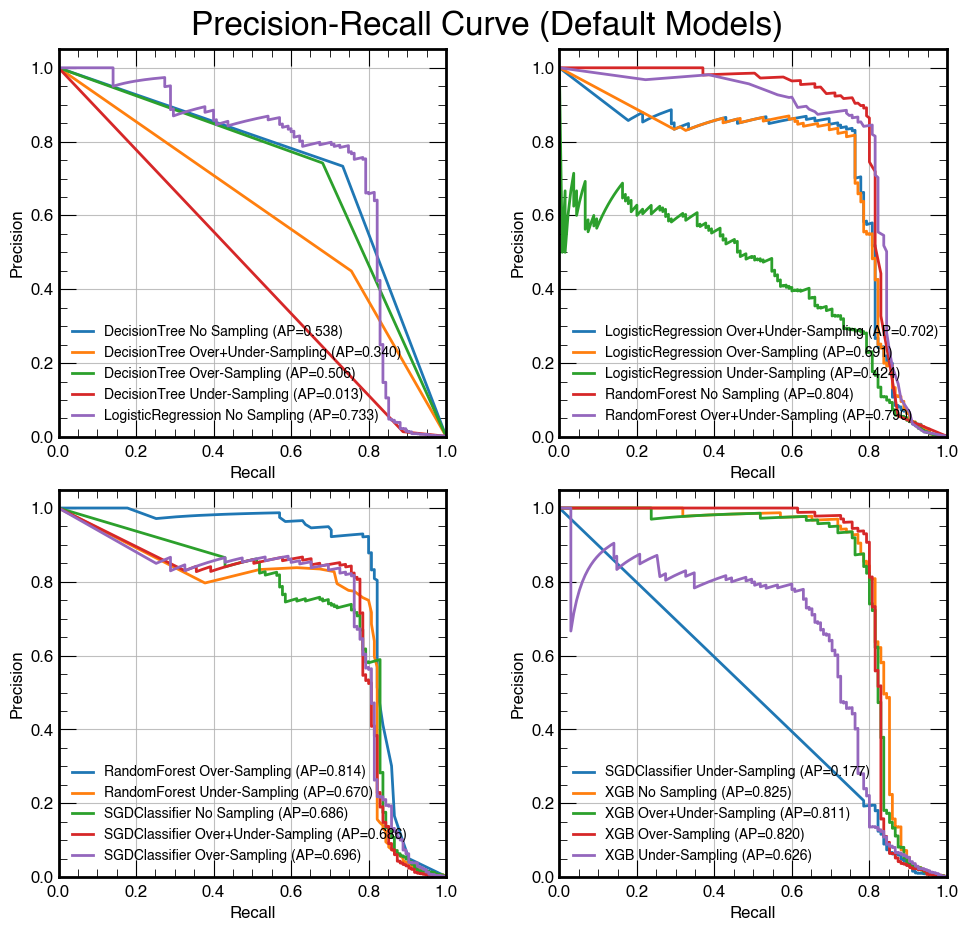 Precision-Recall Curve (Default Models)
1.0
0.8
0.6
0.4
0.2
0.0
Precision
DecisionTree No Sampling (AP=0.538)
DecisionTree Over+Under-Sampling (AP=0.340)
DecisionTree Over-Sampling (AP=0.506)
DecisionTree Under-Sampling (AP=0.013)
LogisticRegression No Sampling (AP=0.733)
0.0 0.2 0.4 0.6 0.8 1.0
Recall
1.0
0.8
0.6
0.4
0.2
0.0
Precision
LogisticRegression Over+Under-Sampling (AP=0.702)
LogisticRegression Over-Sampling (AP=0.691)
LogisticRegression Under-Sampling (AP=0.424)
RandomForest No Sampling (AP=0.804)
RandomForest Over+Under-Sampling (AP=0.790)
0.0 0.2 0.4 0.6 0.8 1.0
Recall
1.0
0.8
0.6
0.4
0.2
0.0
Precision
RandomForest Over-Sampling (AP=0.814)
RandomForest Under-Sampling (AP=0.670)
SGDClassifier No Sampling (AP=0.686)
SGDClassifier Over+Under-Sampling (AP=0.686)
SGDClassifier Over-Sampling (AP=0.696)
0.0 0.2 0.4 0.6 0.8 1.0
Recall
1.0
0.8
0.6
0.4
0.2
0.0
Precision
SGDClassifier Under-Sampling (AP=0.177)
XGB No Sampling (AP=0.825)
XGB Over+Under-Sampling (AP=0.811)
XGB Over-Sampling (AP=0.820)
XGB Under-Sampling (AP=0.626)
0.0 0.2 0.4 0.6 0.8 1.0
Recall